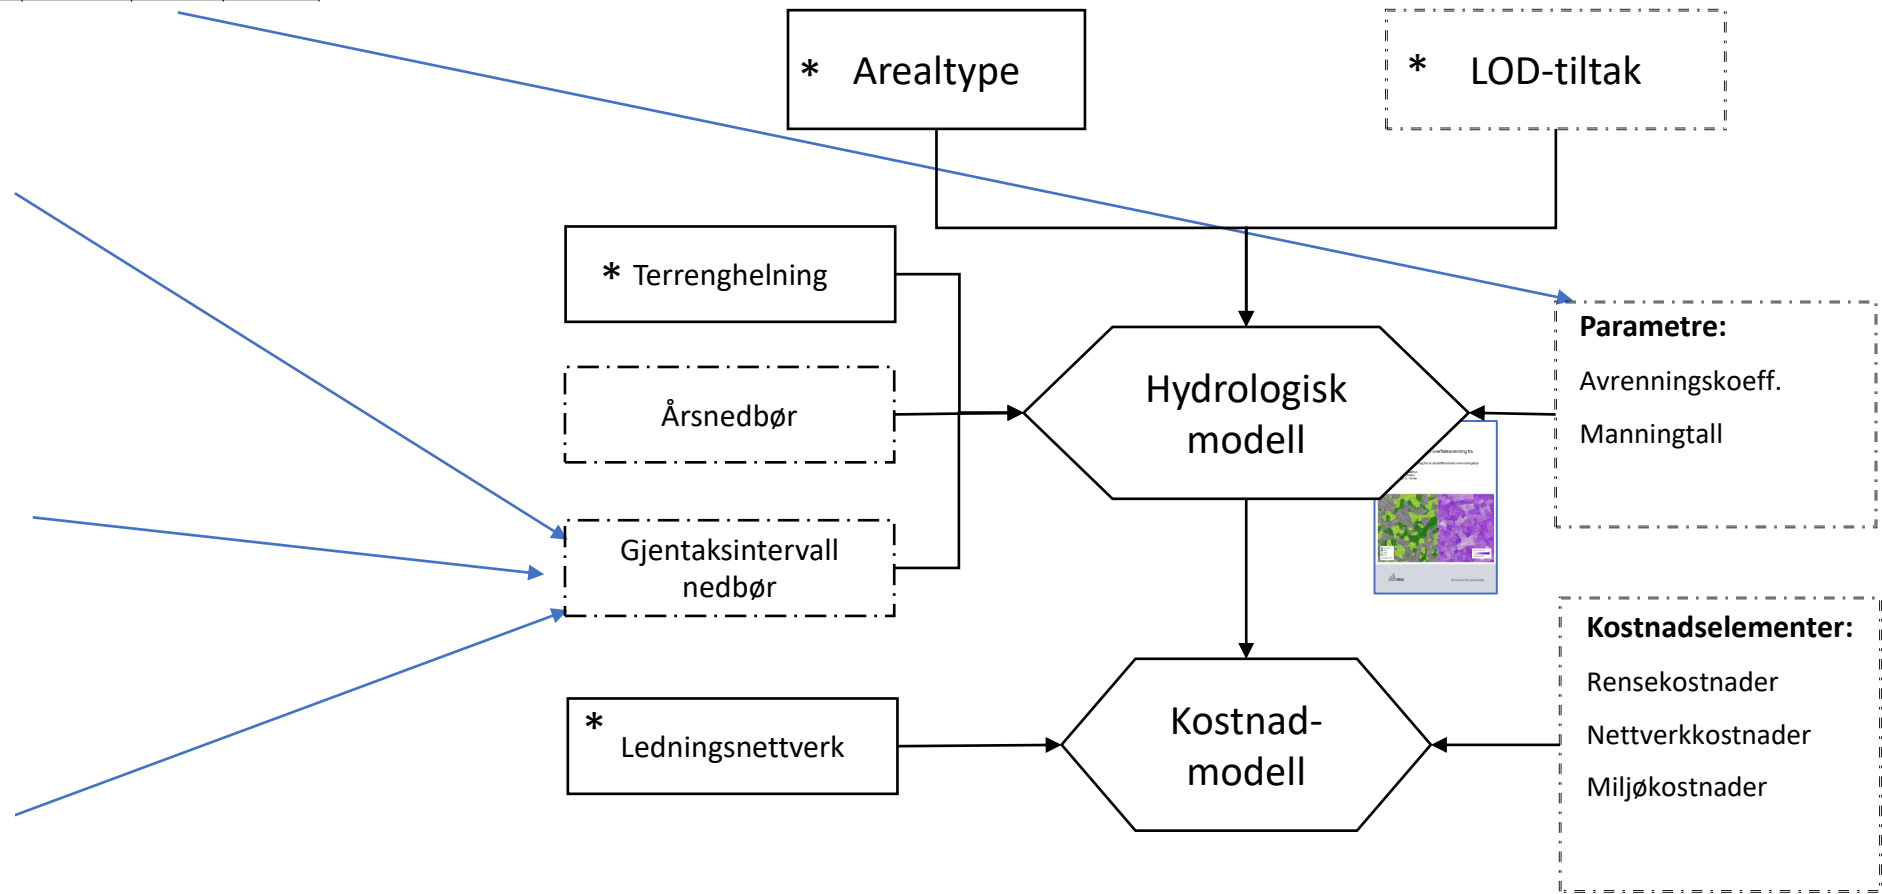 * Arealtype
* LOD-tiltak
* Terrenghelning
Årsnedbør
Gjentaksintervall
nedbør
Hydrologisk
modell
Parametre:
Avrenningskoeff.
Manningtall
* Ledningsnettverk
Kostnad-
modell
Kostnadselementer:
Rensekostnader
Nettverkkostnader
Miljøkostnader